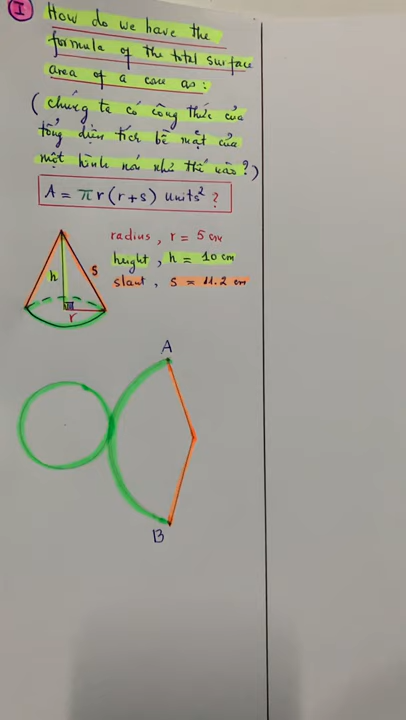 I
How do we have the
formula of the total surface
area of a cone as:
(chúng ta có công thức của
tổng diện tích bề mặt của
một hình nón như thế nào?)
A = πr(r+s) units² ?
radius, r = 5 cm
height, h = 10 cm
slant, s = 11.2 cm
h
s
r
A
B